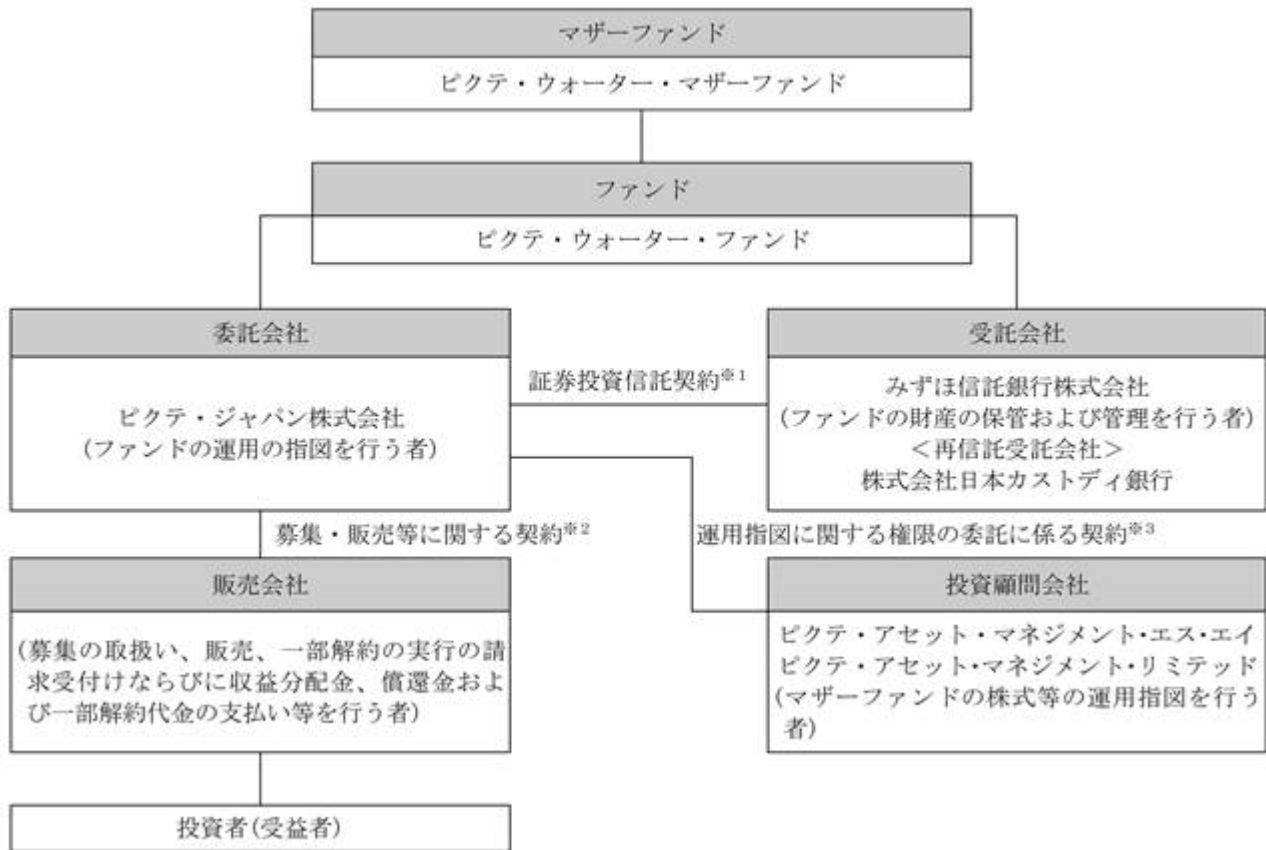 マザーファンド
ピクテ・ウォーター・マザーファンド
ファンド
ピクテ・ウォーター・ファンド
委託会社
ピクテ・ジャパン株式会社
(ファンドの運用の指図を行う者)
証券投資信託契約※1
受託会社
みずほ信託銀行株式会社
(ファンドの財産の保管および管理を行う者)
<再信託受託会社>
株式会社日本カストディ銀行
募集・販売等に関する契約※2
運用指図に関する権限の委託に係る契約※3
販売会社
(募集の取扱い、販売、一部解約の実行の請
求受付けならびに収益分配金、償還金およ
び一部解約代金の支払い等を行う者)
投資顧問会社
ピクテ・アセット・マネジメント・エス・エイ
ピクテ・アセット・マネジメント・リミテッド
(マザーファンドの株式等の運用指図を行う
者)
投資者(受益者)